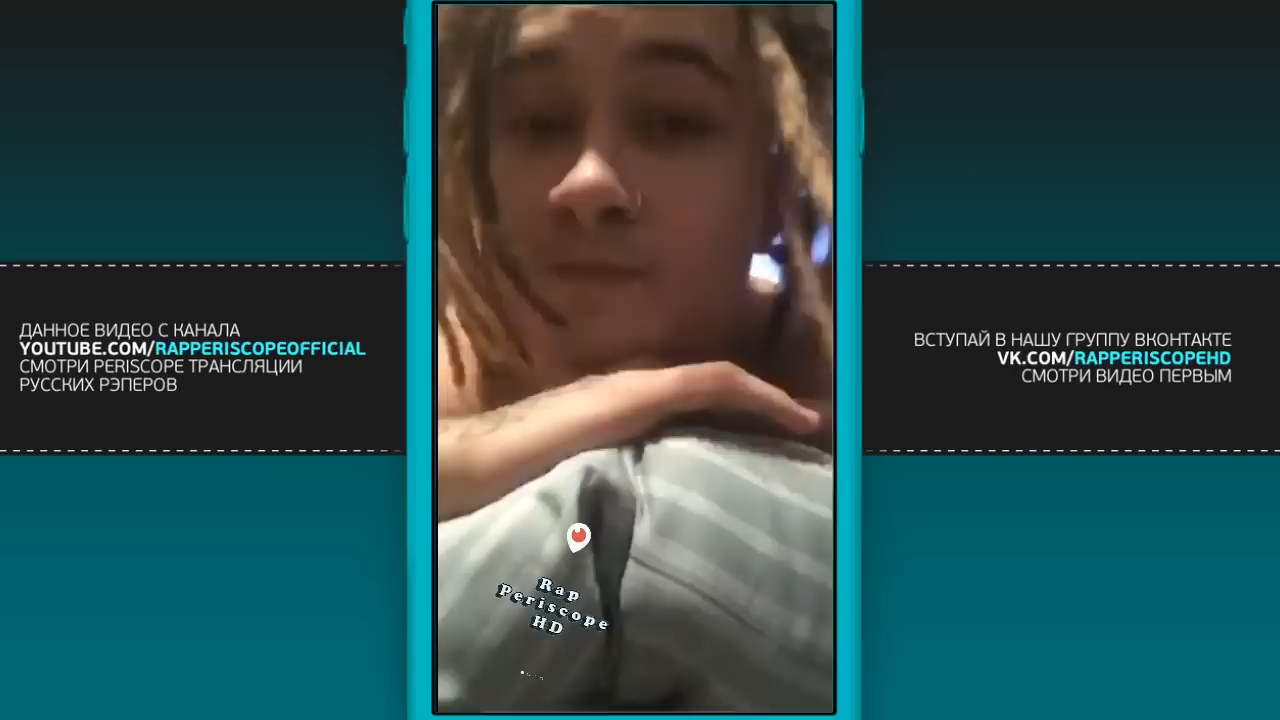 ДАННОЕ ВИДЕО С КАНАЛА
YOUTUBE.COM/RAPPERISCOPEOFFICIAL
СМОТРИ PERISCOPE ТРАНСЛЯЦИИ
РУССКИХ РЭПЕРОВ
ВСТУПАЙ В НАШУ ГРУППУ ВКОНТАКТЕ
VK.COM/RAPPERISCOPEHD
СМОТРИ ВИДЕО ПЕРВЫМ
Rap
Periscope
HD